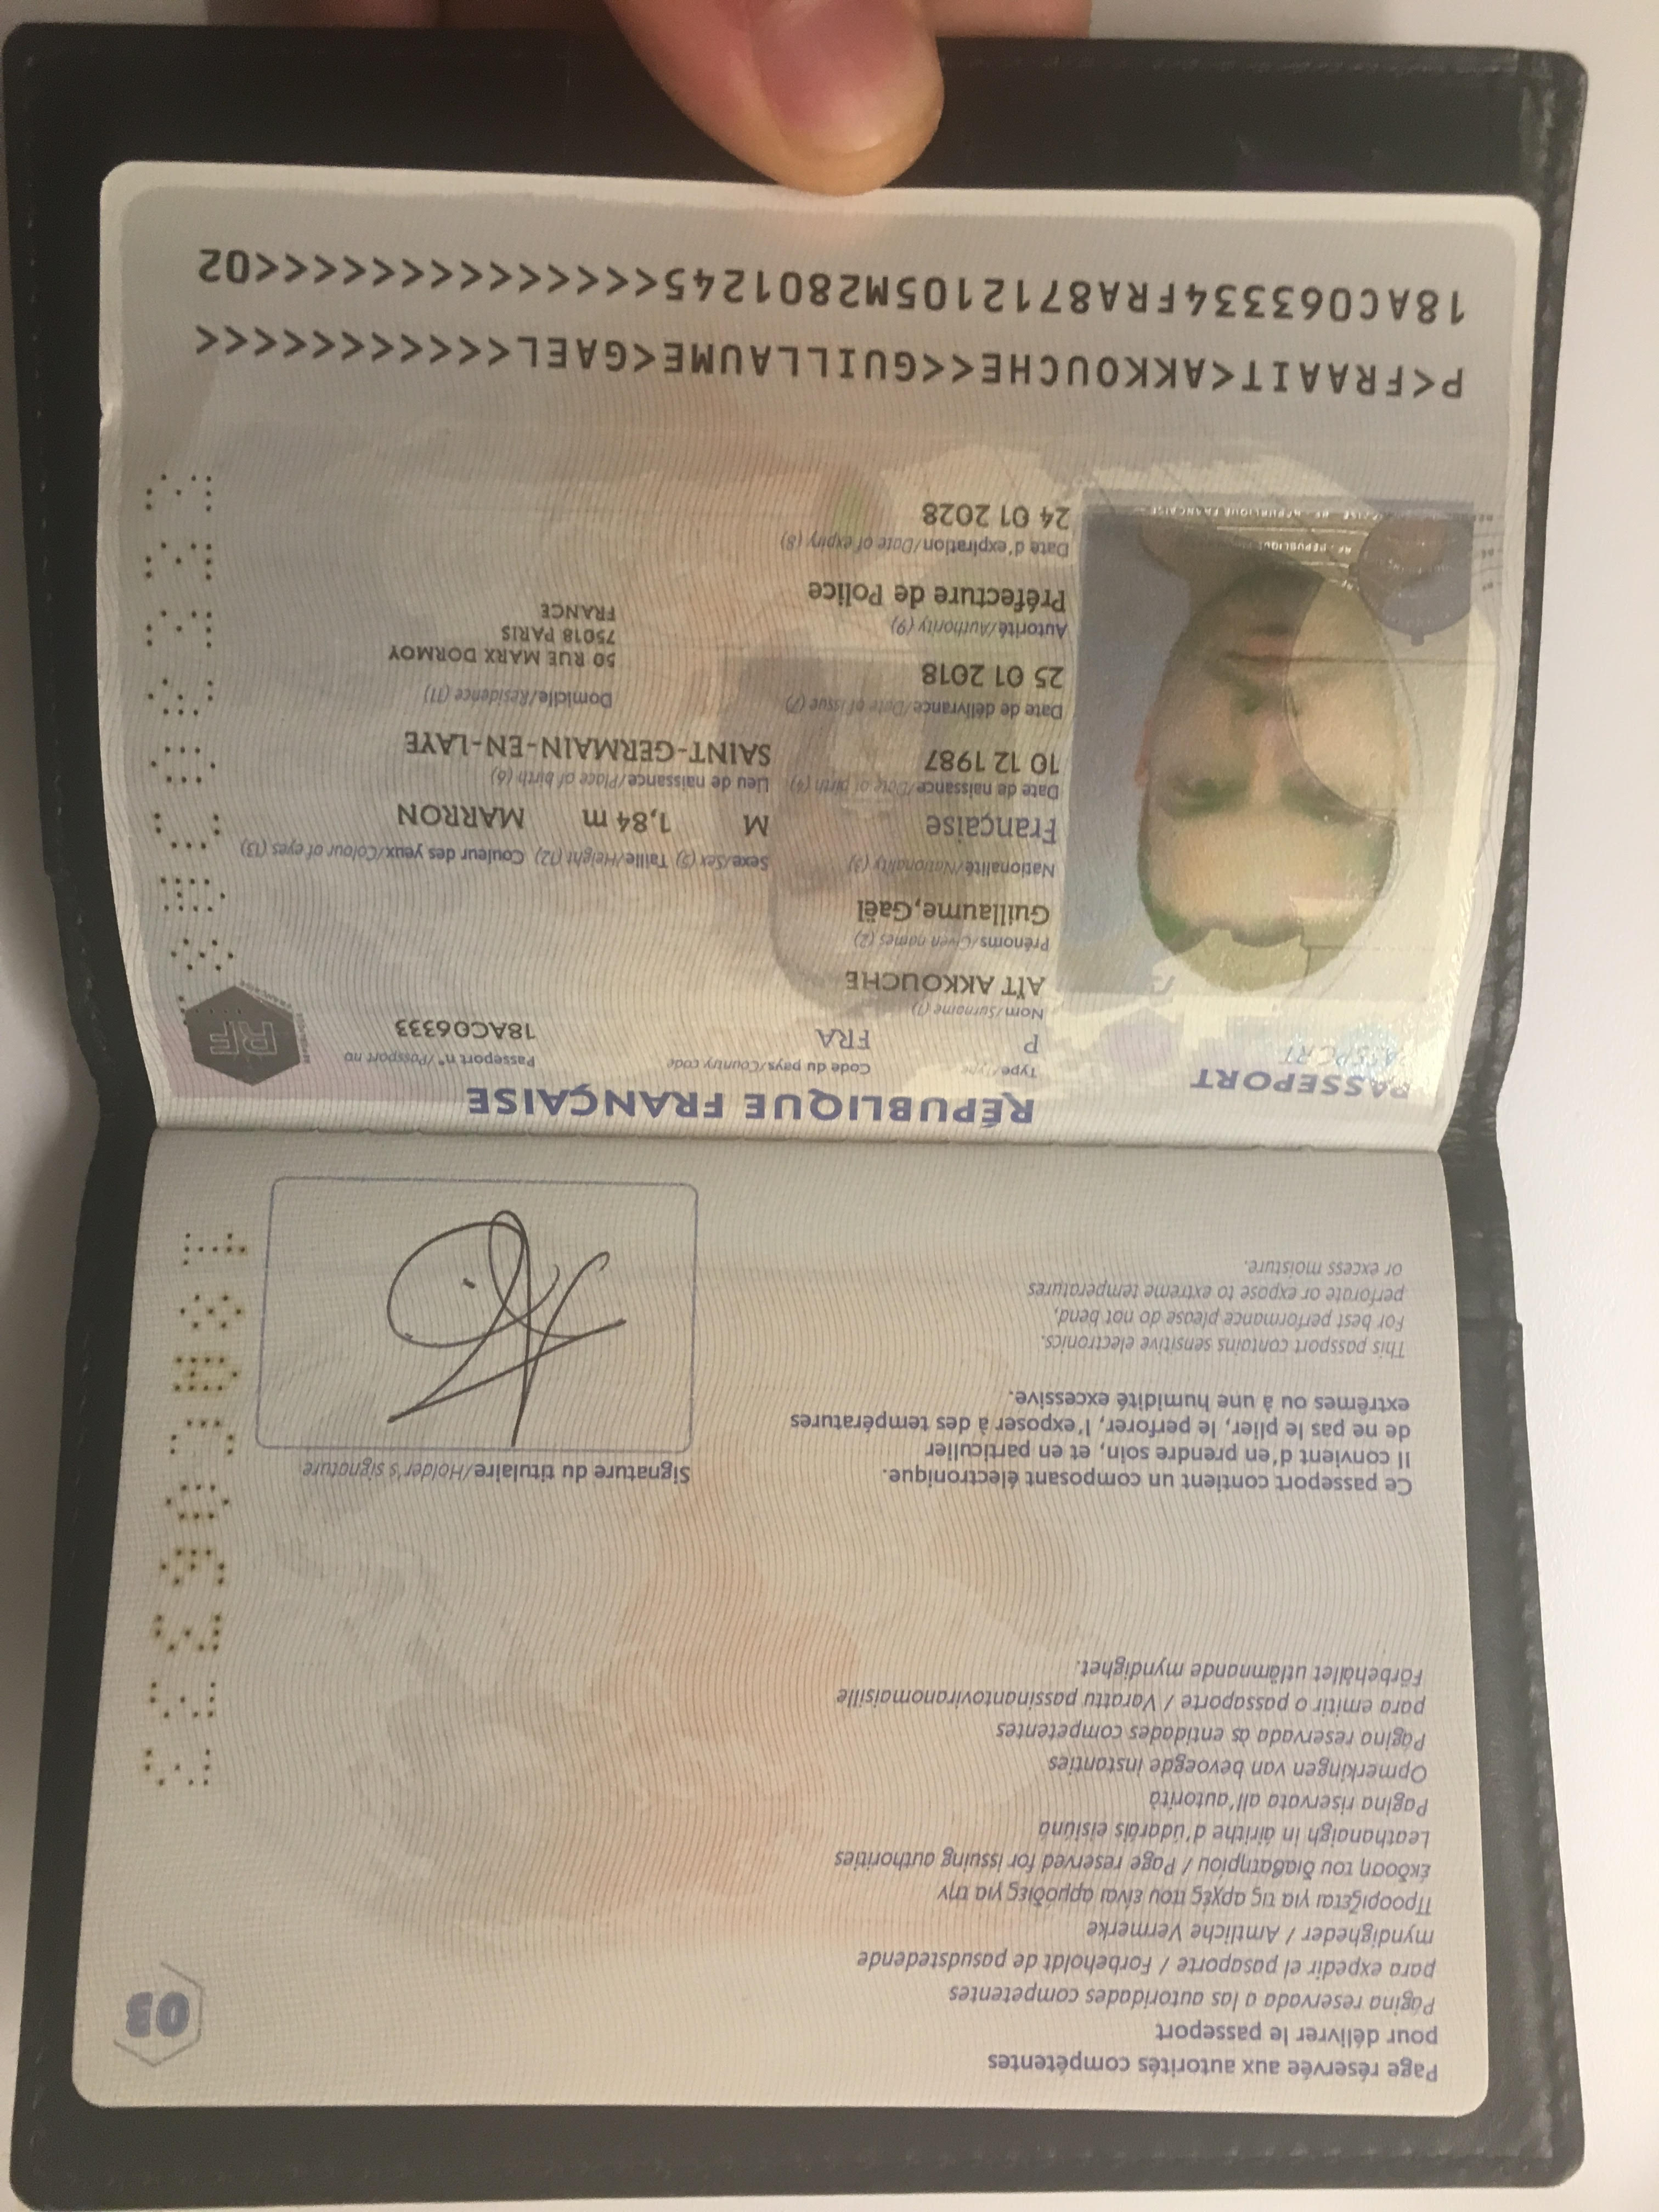 Page réservée aux autorités compétentes
pour délivrer le passeport
Página reservada a las autoridades competentes
para expedir el pasaporte / Forbeholdt de pasudstedende
myndigheder / Amtliche Vermerke
Προορίζεται για τις αρχές που είναι αρμόδιες για την
έκδοση του διαβατηρίου / Page reserved for issuing authorities
Leathanaigh in áirithe d'údaráis eisiúna
Pagina riservata all'autorità
Opmerkingen van bevoegde instanties
Página reservada ás entidades competentes
para emitir o passaporte / Varattu passinantoviranomaisille
Förbehållet utlämnande myndighet.
03
Ce passeport contient un composant électronique.
Il convient d'en prendre soin, et en particulier
de ne pas le plier, le perforer, l'exposer à des températures
extrêmes ou à une humidité excessive.
This passport contains sensitive electronics.
For best performance please do not bend,
perforate or expose to extreme temperatures
or excess moisture.
Signature du titulaire/Holder's signature
PASSEPORT
RÉPUBLIQUE FRANÇAISE
Type/Type
Code du pays/Country code
Passeport n°/Passport no
P
FRA
18AC06333
RF
Nom/Surname (1)
AÏT AKKOUCHE
Prénoms/Given names (2)
Guillaume,Gaël
Nationalité/Nationality (3)
Sexe/Sex (5) Taille/Height (12) Couleur des yeux/Colour of eyes (13)
Française
M 1,84 m MARRON
Date de naissance/Date of birth (4)
Lieu de naissance/Place of birth (6)
10 12 1987
SAINT-GERMAIN-EN-LAYE
Date de délivrance/Date of issue (7)
Domicile/Residence (11)
25 01 2018
50 RUE MARX DORMOY
75018 PARIS
FRANCE
Autorité/Authority (9)
Préfecture de Police
Date d'expiration/Date of expiry (8)
24 01 2028
P<FRAAIT<AKKOUCHE<<GUILLAUME<GAEL<<<<<<<<<<<
18AC063334FRA8712105M2801245<<<<<<<<<<<<<<02